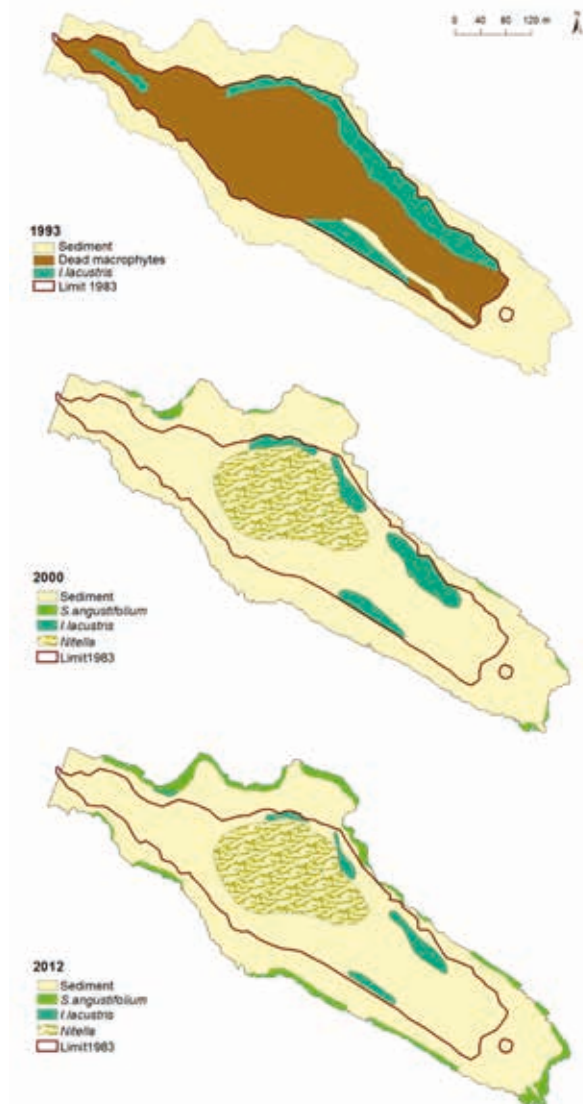 N
0 40 80 120 m
1993
Sediment
Dead macrophytes
I.lacustris
Limit 1983
2000
Sediment
S.angustifolium
I.lacustris
Nitella
Limit1983
2012
Sediment
S.angustifolium
I.lacustris
Nitella
Limit1983